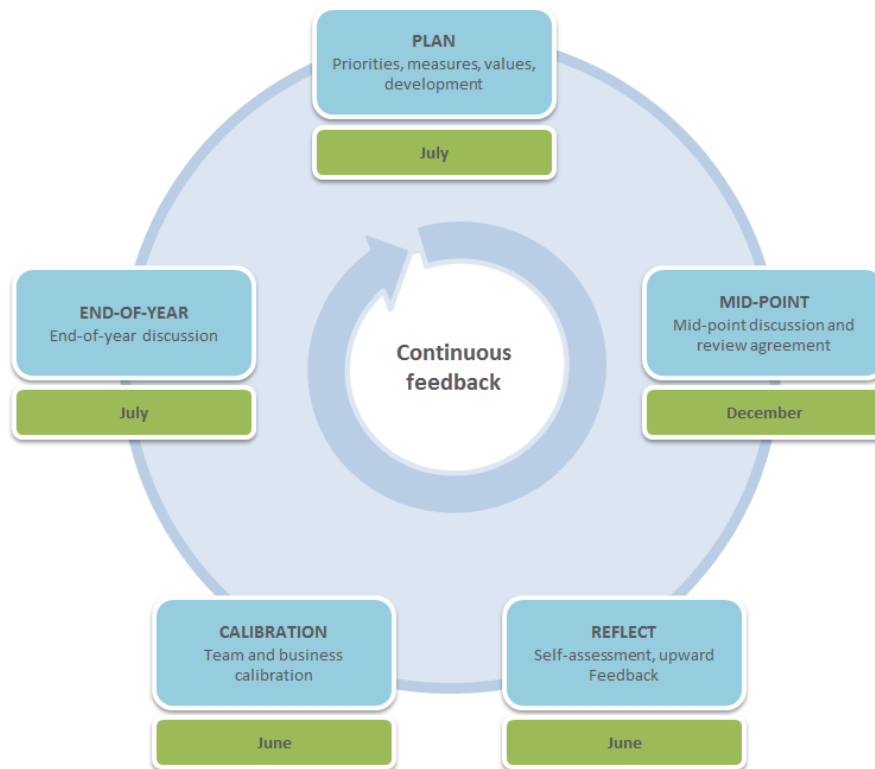 PLAN
Priorities, measures, values,
development
July
MID-POINT
Mid-point discussion and
review agreement
December
REFLECT
Self-assessment, upward
Feedback
June
CALIBRATION
Team and business
calibration
June
END-OF-YEAR
End-of-year discussion
July
Continuous
feedback